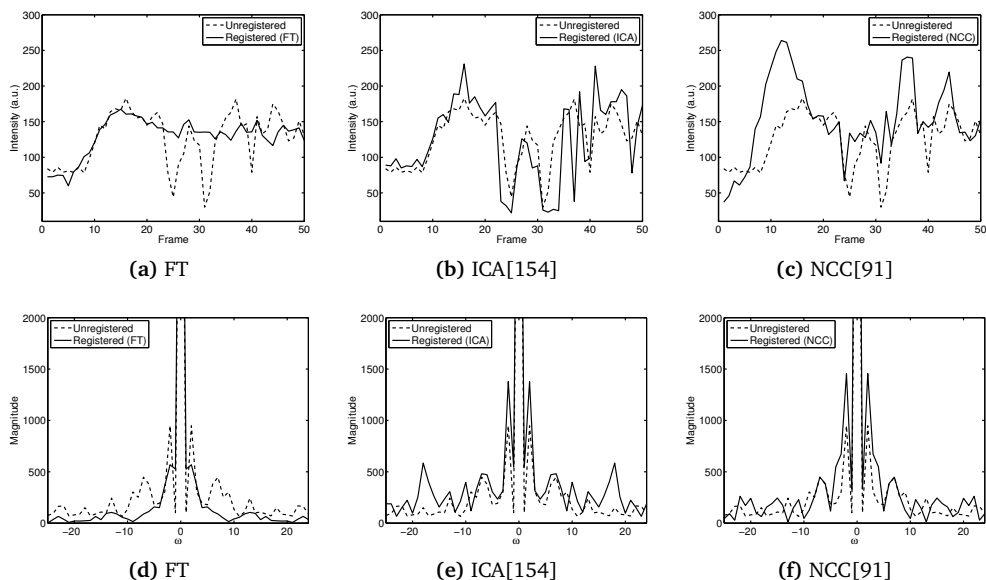 300
250
200
150
100
50
0 10 20 30 40 50
Intensity (a.u.)
Frame
Unregistered
Registered (FT)
(a) FT
300
250
200
150
100
50
0 10 20 30 40 50
Intensity (a.u.)
Frame
Unregistered
Registered (ICA)
(b) ICA[154]
300
250
200
150
100
50
0 10 20 30 40 50
Intensity (a.u.)
Frame
Unregistered
Registered (NCC)
(c) NCC[91]
2000
1500
1000
500
0
−20 −10 0 10 20
Magnitude
ω
Unregistered
Registered (FT)
(d) FT
2000
1500
1000
500
0
−20 −10 0 10 20
Magnitude
ω
Unregistered
Registered (ICA)
(e) ICA[154]
2000
1500
1000
500
0
−20 −10 0 10 20
Magnitude
ω
Unregistered
Registered (NCC)
(f) NCC[91]